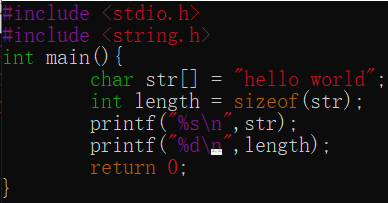 #include <stdio.h>
#include <string.h>
int main(){
        char str[] = "hello world";
        int length = sizeof(str);
        printf("%s\n",str);
        printf("%d\n",length);
        return 0;
}